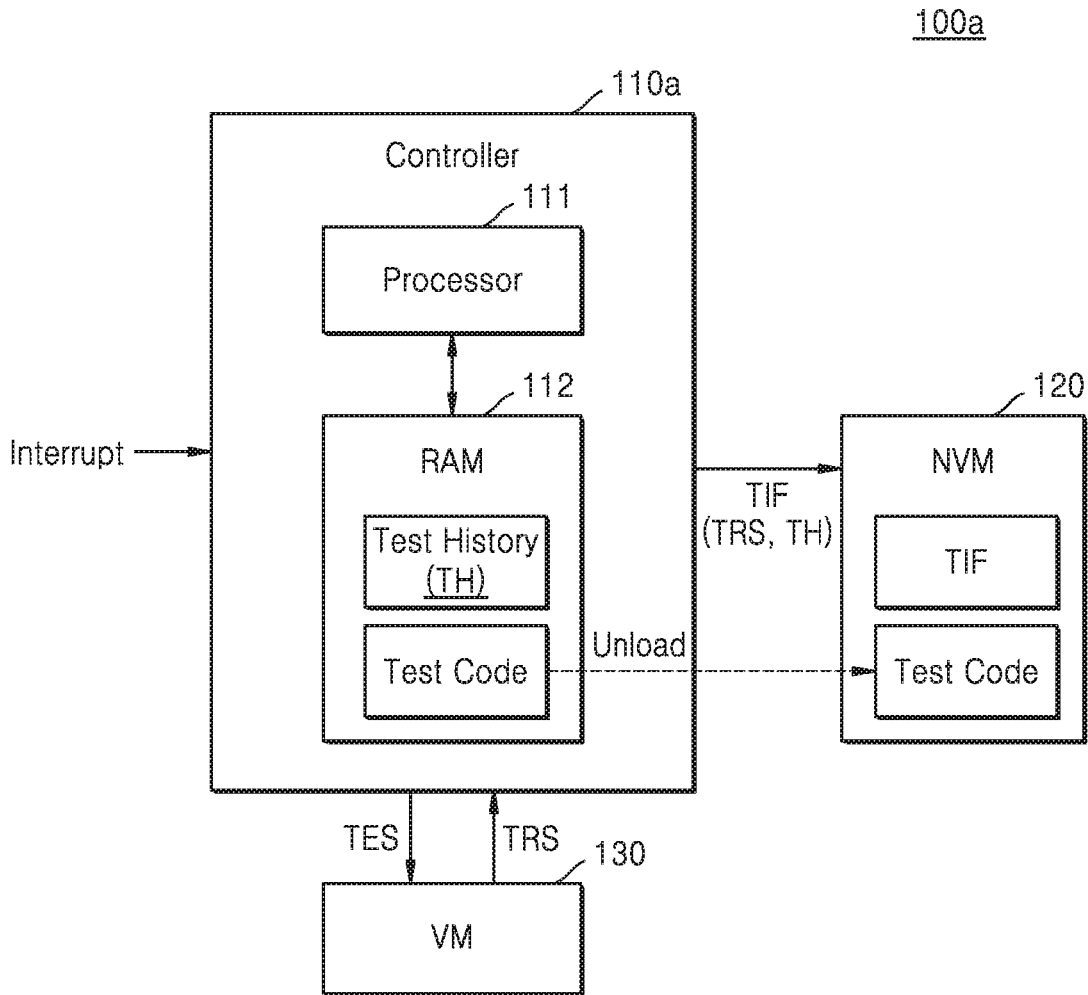 100a
110a
Controller
111
Processor
112
RAM
Test History
(TH)
Test Code
Interrupt
120
NVM
TIF
(TRS, TH)
TIF
Unload
Test Code
TES
TRS
130
VM